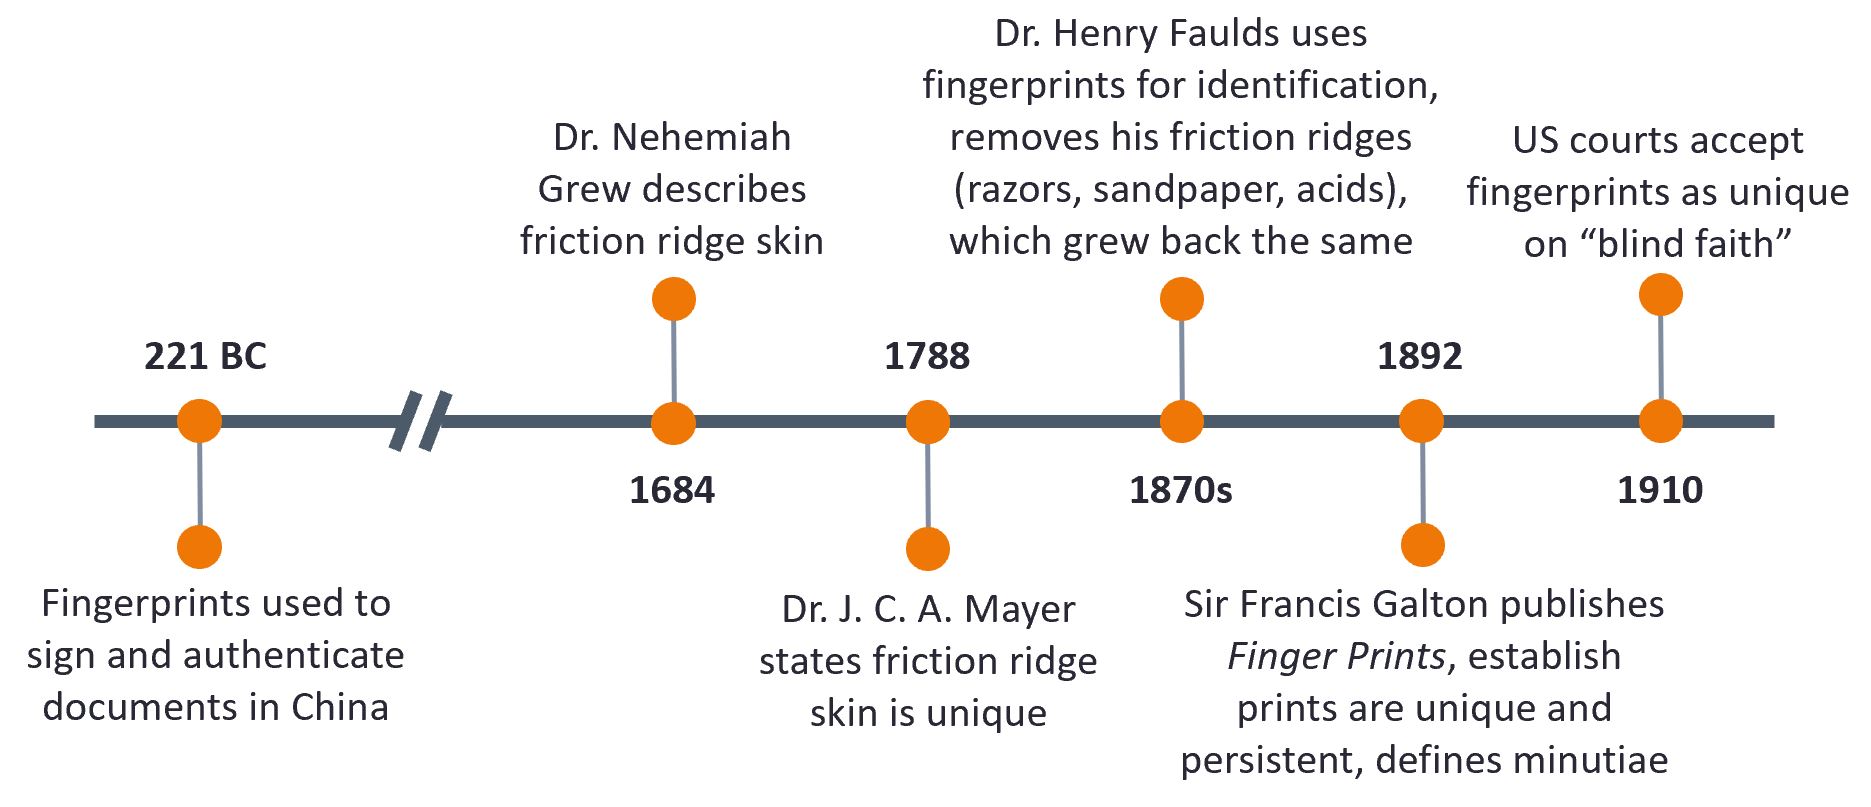 221 BC
Fingerprints used to
sign and authenticate
documents in China
Dr. Nehemiah
Grew describes
friction ridge skin
1684
1788
Dr. J. C. A. Mayer
states friction ridge
skin is unique
Dr. Henry Faulds uses
fingerprints for identification,
removes his friction ridges
(razors, sandpaper, acids),
which grew back the same
1870s
1892
Sir Francis Galton publishes
Finger Prints, establish
prints are unique and
persistent, defines minutiae
US courts accept
fingerprints as unique
on “blind faith”
1910